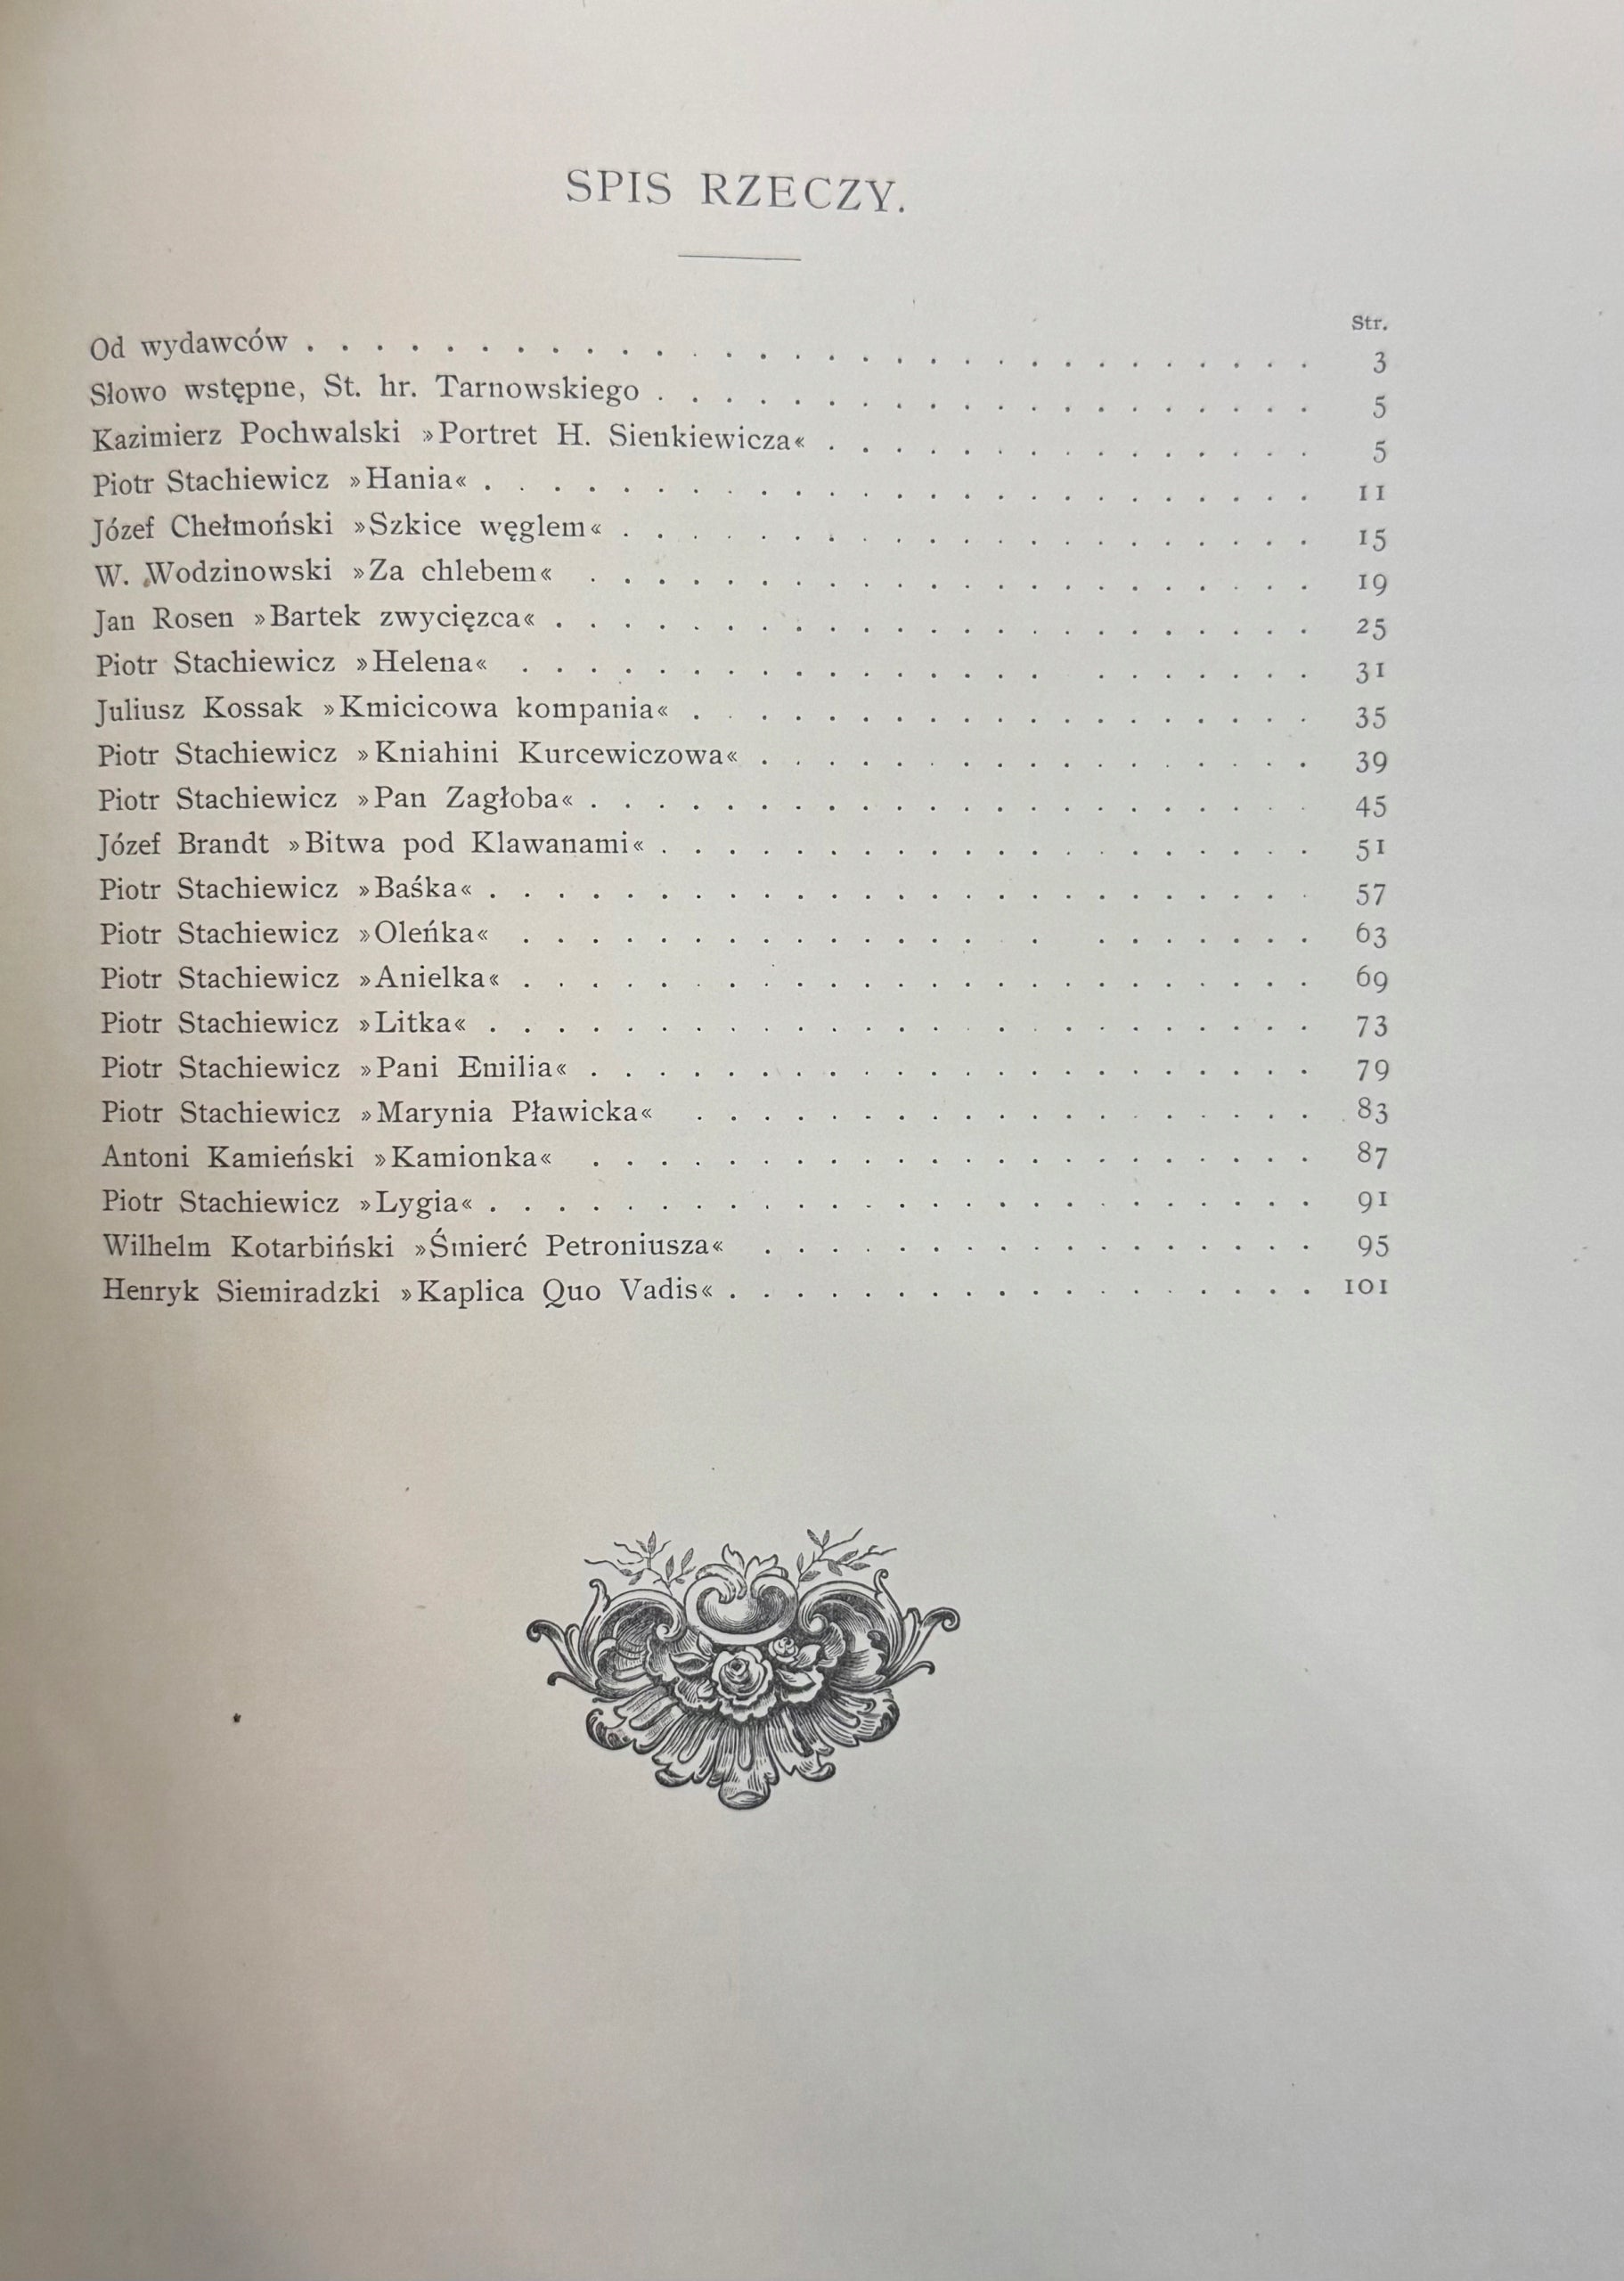 SPIS RZECZY.
Str.
Od wydawców . . . . . . . . . . . . . . . . . . . . . . . . . . . . . . 3
Słowo wstępne, St. hr. Tarnowskiego . . . . . . . . . . . . . . . . . . . . 5
Kazimierz Pochwalski »Portret H. Sienkiewicza« . . . . . . . . . . . . . . . 5
Piotr Stachiewicz »Hania« . . . . . . . . . . . . . . . . . . . . . . . . . 11
Józef Chełmoński »Szkice węglem« . . . . . . . . . . . . . . . . . . . . . 15
W. Wodzinowski »Za chlebem« . . . . . . . . . . . . . . . . . . . . . . 19
Jan Rosen »Bartek zwycięzca« . . . . . . . . . . . . . . . . . . . . . . . 25
Piotr Stachiewicz »Helena« . . . . . . . . . . . . . . . . . . . . . . . 31
Juliusz Kossak »Kmicicowa kompania« . . . . . . . . . . . . . . . . . . . 35
Piotr Stachiewicz »Kniahini Kurcewiczowa« . . . . . . . . . . . . . . . . . 39
Piotr Stachiewicz »Pan Zagłoba« . . . . . . . . . . . . . . . . . . . . . . 45
Józef Brandt »Bitwa pod Klawanami« . . . . . . . . . . . . . . . . . . . . 51
Piotr Stachiewicz »Baśka« . . . . . . . . . . . . . . . . . . . . . . . . . 57
Piotr Stachiewicz »Oleńka« . . . . . . . . . . . . . . . . . . . . . . . 63
Piotr Stachiewicz »Anielka« . . . . . . . . . . . . . . . . . . . . . . . . 69
Piotr Stachiewicz »Litka« . . . . . . . . . . . . . . . . . . . . . . . . . 73
Piotr Stachiewicz »Pani Emilia« . . . . . . . . . . . . . . . . . . . . . . 79
Piotr Stachiewicz »Marynia Pławicka« . . . . . . . . . . . . . . . . . . . 83
Antoni Kamieński »Kamionka« . . . . . . . . . . . . . . . . . . . . . . 87
Piotr Stachiewicz »Lygia« . . . . . . . . . . . . . . . . . . . . . . . . . 91
Wilhelm Kotarbiński »Śmierć Petroniusza« . . . . . . . . . . . . . . . . . 95
Henryk Siemiradzki »Kaplica Quo Vadis« . . . . . . . . . . . . . . . . . . 101